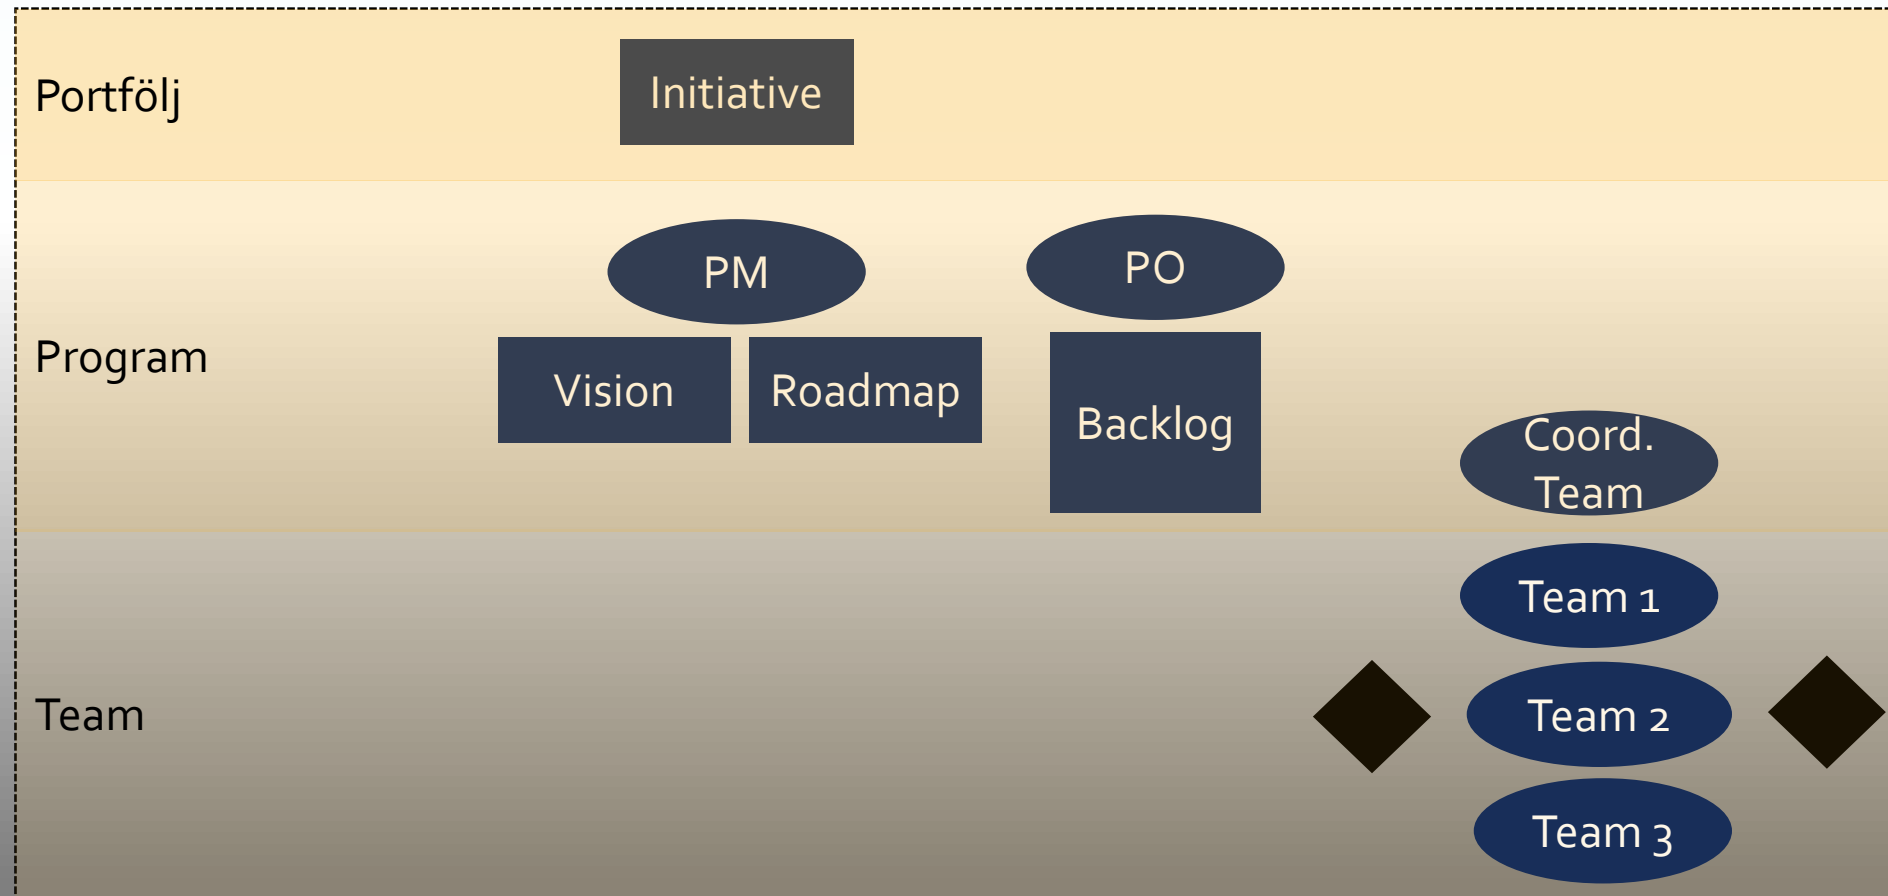 Portfölj
Initiative
PM
PO
Program
Vision
Roadmap
Backlog
Coord.
Team
Team 1
Team
Team 2
Team 3